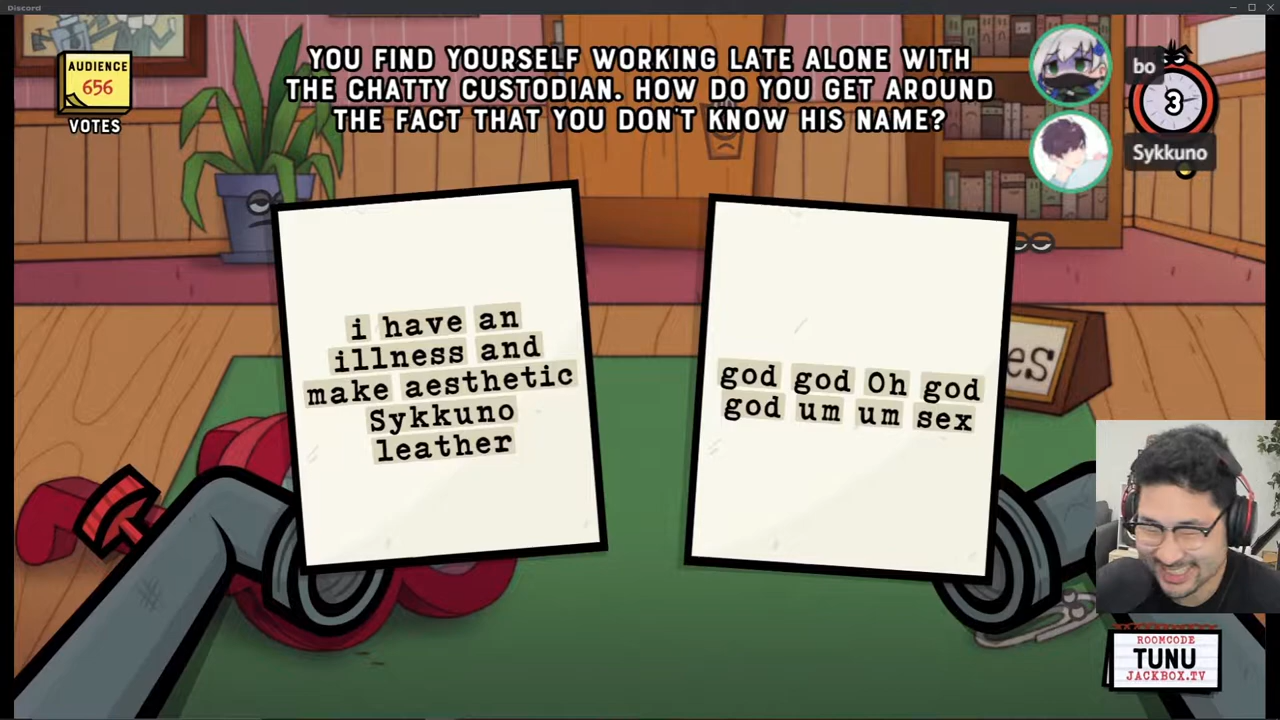 Discord
AUDIENCE
656
VOTES
YOU FIND YOURSELF WORKING LATE ALONE WITH
THE CHATTY CUSTODIAN. HOW DO YOU GET AROUND
THE FACT THAT YOU DON'T KNOW HIS NAME?
bo
3
Sykkuno
i have an
illness and
make aesthetic
Sykkuno
leather
god god Oh god
god um um sex
ROOMCODE
TUNU
JACKBOX.TV